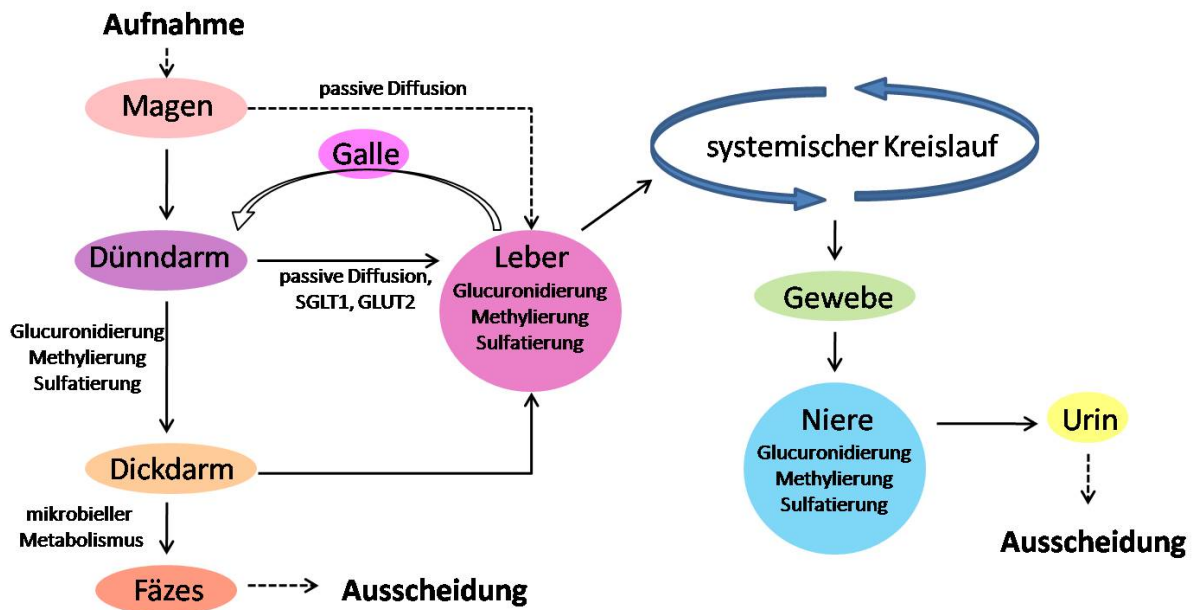 Aufnahme
Magen
passive Diffusion
Galle
systemischer Kreislauf
Dünndarm
passive Diffusion,
SGLT1, GLUT2
Leber
Glucuronidierung
Methylierung
Sulfatierung
Gewebe
Glucuronidierung
Methylierung
Sulfatierung
Niere
Glucuronidierung
Methylierung
Sulfatierung
Urin
Dickdarm
mikrobieller
Metabolismus
Ausscheidung
Fäzes
Ausscheidung